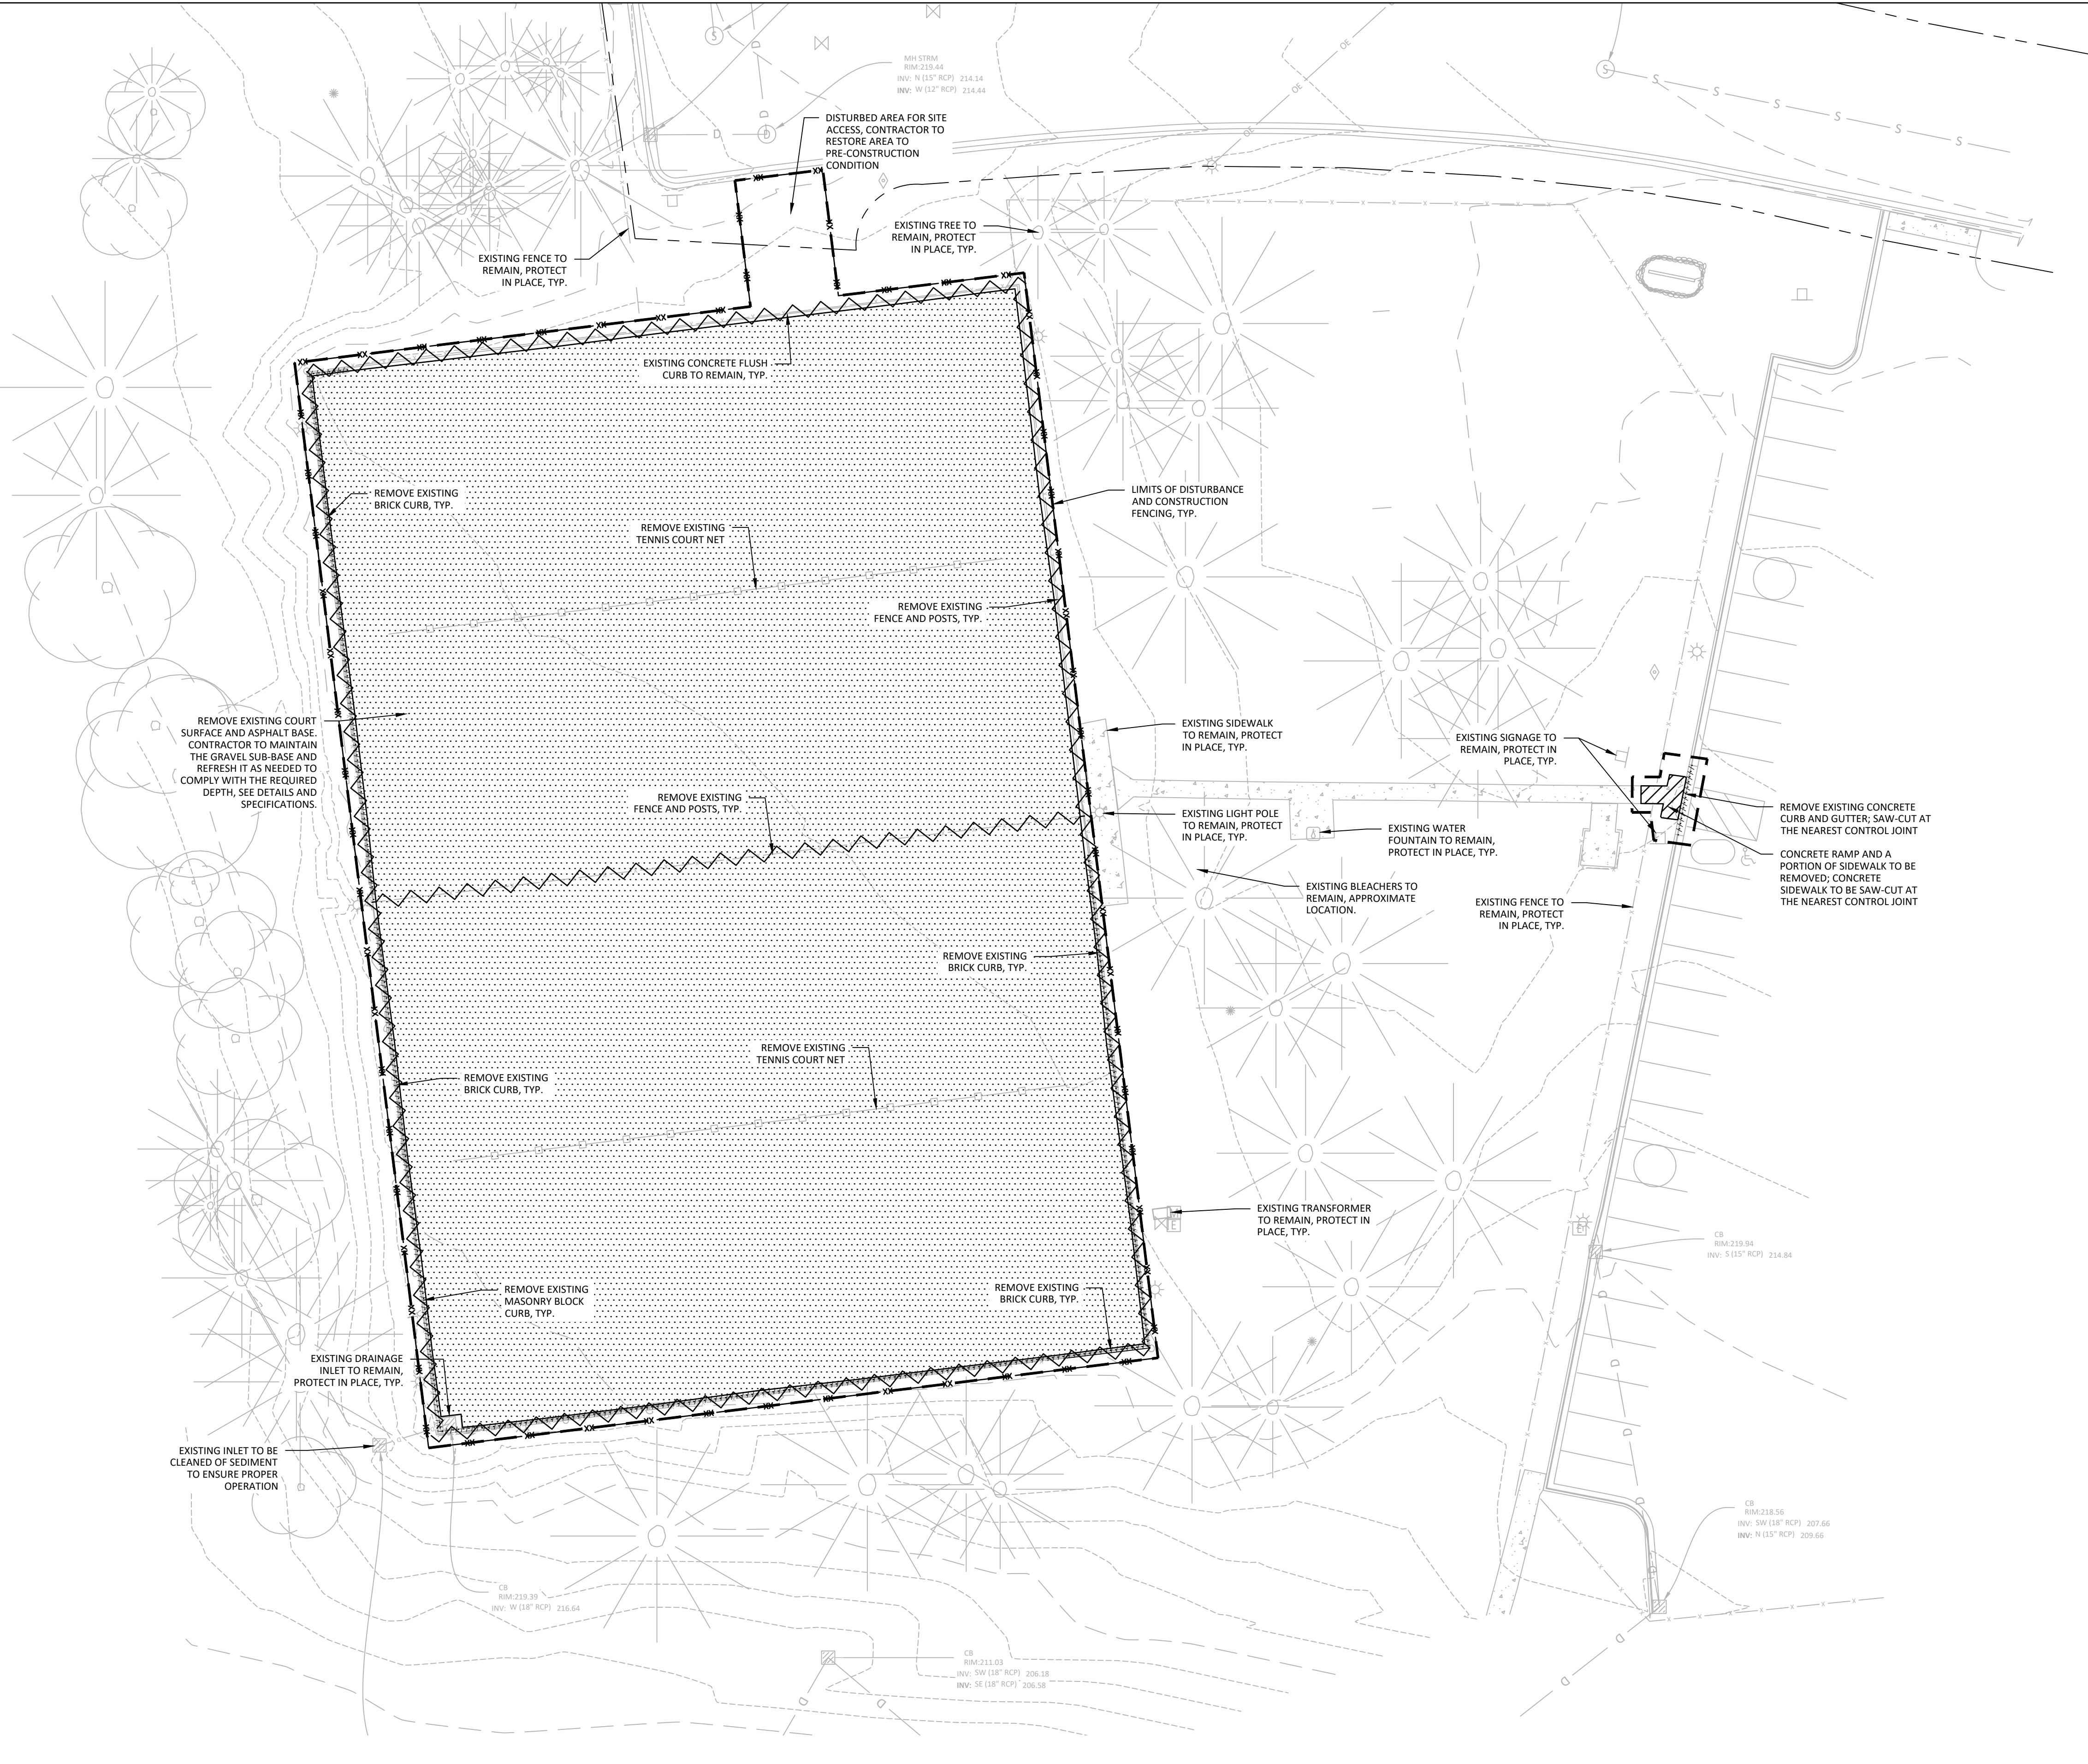 MH STRM
RIM:219.44
INV: N (15" RCP) 214.14
INV: W (12" RCP) 214.44
DISTURBED AREA FOR SITE
ACCESS, CONTRACTOR TO
RESTORE AREA TO
PRE-CONSTRUCTION
CONDITION
EXISTING TREE TO
REMAIN, PROTECT
IN PLACE, TYP.
EXISTING FENCE TO
REMAIN, PROTECT
IN PLACE, TYP.
EXISTING CONCRETE FLUSH
CURB TO REMAIN, TYP.
REMOVE EXISTING
BRICK CURB, TYP.
LIMITS OF DISTURBANCE
AND CONSTRUCTION
FENCING, TYP.
REMOVE EXISTING
TENNIS COURT NET
REMOVE EXISTING
FENCE AND POSTS, TYP.
REMOVE EXISTING COURT
SURFACE AND ASPHALT BASE.
CONTRACTOR TO MAINTAIN
THE GRAVEL SUB-BASE AND
REFRESH IT AS NEEDED TO
COMPLY WITH THE REQUIRED
DEPTH, SEE DETAILS AND
SPECIFICATIONS.
EXISTING SIDEWALK
TO REMAIN, PROTECT
IN PLACE, TYP.
EXISTING SIGNAGE TO
REMAIN, PROTECT IN
PLACE, TYP.
REMOVE EXISTING
FENCE AND POSTS, TYP.
EXISTING LIGHT POLE
TO REMAIN, PROTECT
IN PLACE, TYP.
EXISTING WATER
FOUNTAIN TO REMAIN,
PROTECT IN PLACE, TYP.
REMOVE EXISTING CONCRETE
CURB AND GUTTER; SAW-CUT AT
THE NEAREST CONTROL JOINT
CONCRETE RAMP AND A
PORTION OF SIDEWALK TO BE
REMOVED; CONCRETE
SIDEWALK TO BE SAW-CUT AT
THE NEAREST CONTROL JOINT
EXISTING BLEACHERS TO
REMAIN, APPROXIMATE
LOCATION.
EXISTING FENCE TO
REMAIN, PROTECT
IN PLACE, TYP.
REMOVE EXISTING
BRICK CURB, TYP.
REMOVE EXISTING
TENNIS COURT NET
REMOVE EXISTING
BRICK CURB, TYP.
EXISTING TRANSFORMER
TO REMAIN, PROTECT IN
PLACE, TYP.
CB
RIM:219.94
INV: S (15" RCP) 214.84
REMOVE EXISTING
MASONRY BLOCK
CURB, TYP.
REMOVE EXISTING
BRICK CURB, TYP.
EXISTING DRAINAGE
INLET TO REMAIN,
PROTECT IN PLACE, TYP.
EXISTING INLET TO BE
CLEANED OF SEDIMENT
TO ENSURE PROPER
OPERATION
CB
RIM:218.56
INV: SW (18" RCP) 207.66
INV: N (15" RCP) 209.66
CB
RIM:219.39
INV: W (18" RCP) 216.64
CB
RIM:211.03
INV: SW (18" RCP) 206.18
INV: SE (18" RCP) 206.58